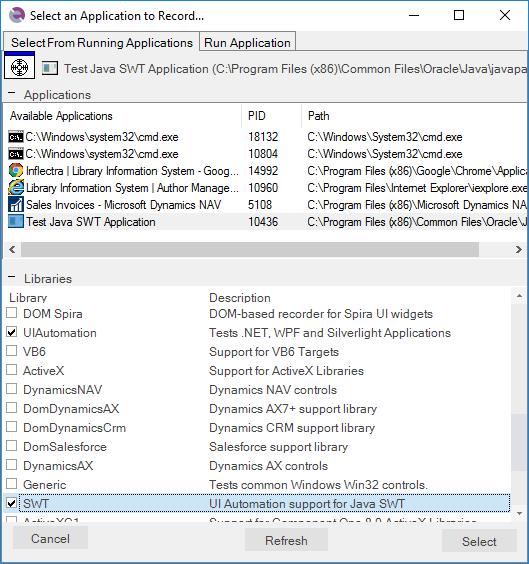 Select an Application to Record...
Select From Running Applications Run Application
Test Java SWT Application (C:\Program Files (x86)\Common Files\Oracle\Java\javapa
Applications
Available Applications PID Path
C:\Windows\system32\cmd.exe 18132 C:\Windows\System32\cmd.exe
C:\Windows\system32\cmd.exe 10804 C:\Windows\System32\cmd.exe
Inflectra | Library Information System - Goog... 14992 C:\Program Files (x86)\Google\Chrome\Applica
Library Information System | Author Manage... 10960 C:\Program Files\Internet Explorer\iexplore.exe
Sales Invoices - Microsoft Dynamics NAV 5108 C:\Program Files (x86)\Microsoft Dynamics NA
Test Java SWT Application 10436 C:\Program Files (x86)\Common Files\Oracle\J
Libraries
Library Description
DOM Spira DOM-based recorder for Spira UI widgets
UIAutomation Tests .NET, WPF and Silverlight Applications
VB6 Support for VB6 Targets
ActiveX Support for ActiveX Libraries
DynamicsNAV Dynamics NAV controls
DomDynamicsAX Dynamics AX7+ support library
DomDynamicsCrm Dynamics CRM support library
DomSalesforce Salesforce support library
DynamicsAX Dynamics AX controls
Generic Tests common Windows Win32 controls.
SWT UI Automation support for Java SWT
ActiveXC1 Support for Component One 8.0 ActiveX Libraries
Cancel Refresh Select